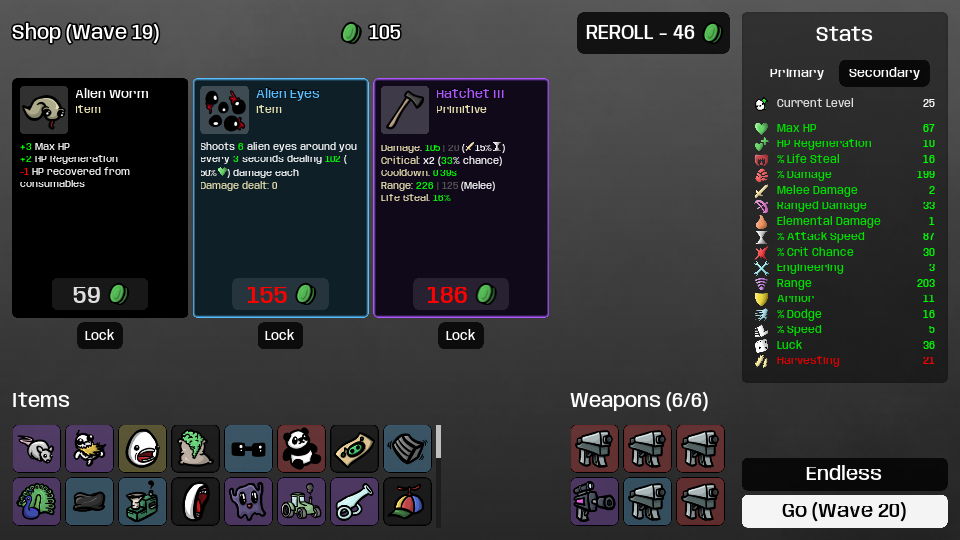 Shop (Wave 19)
105
REROLL - 46
Alien Worm
Item
+3 Max HP
+2 HP Regeneration
-1 HP recovered from
consumables
59
Lock
Alien Eyes
Item
Shoots 6 alien eyes around you
every 3 seconds dealing 102 (
50%) damage each
Damage dealt: 0
155
Lock
Hatchet III
Primitive
Damage: 105 | 20 (15%)
Critical: x2 (33% chance)
Cooldown: 0.39s
Range: 226 | 125 (Melee)
Life Steal: 16%
186
Lock
Stats
Primary Secondary
Current Level 25
Max HP 67
HP Regeneration 10
% Life Steal 16
% Damage 199
Melee Damage 2
Ranged Damage 33
Elemental Damage 1
% Attack Speed 87
% Crit Chance 30
Engineering 3
Range 203
Armor 11
% Dodge 16
% Speed 5
Luck 36
Harvesting 21
Items
Weapons (6/6)
Endless
Go (Wave 20)